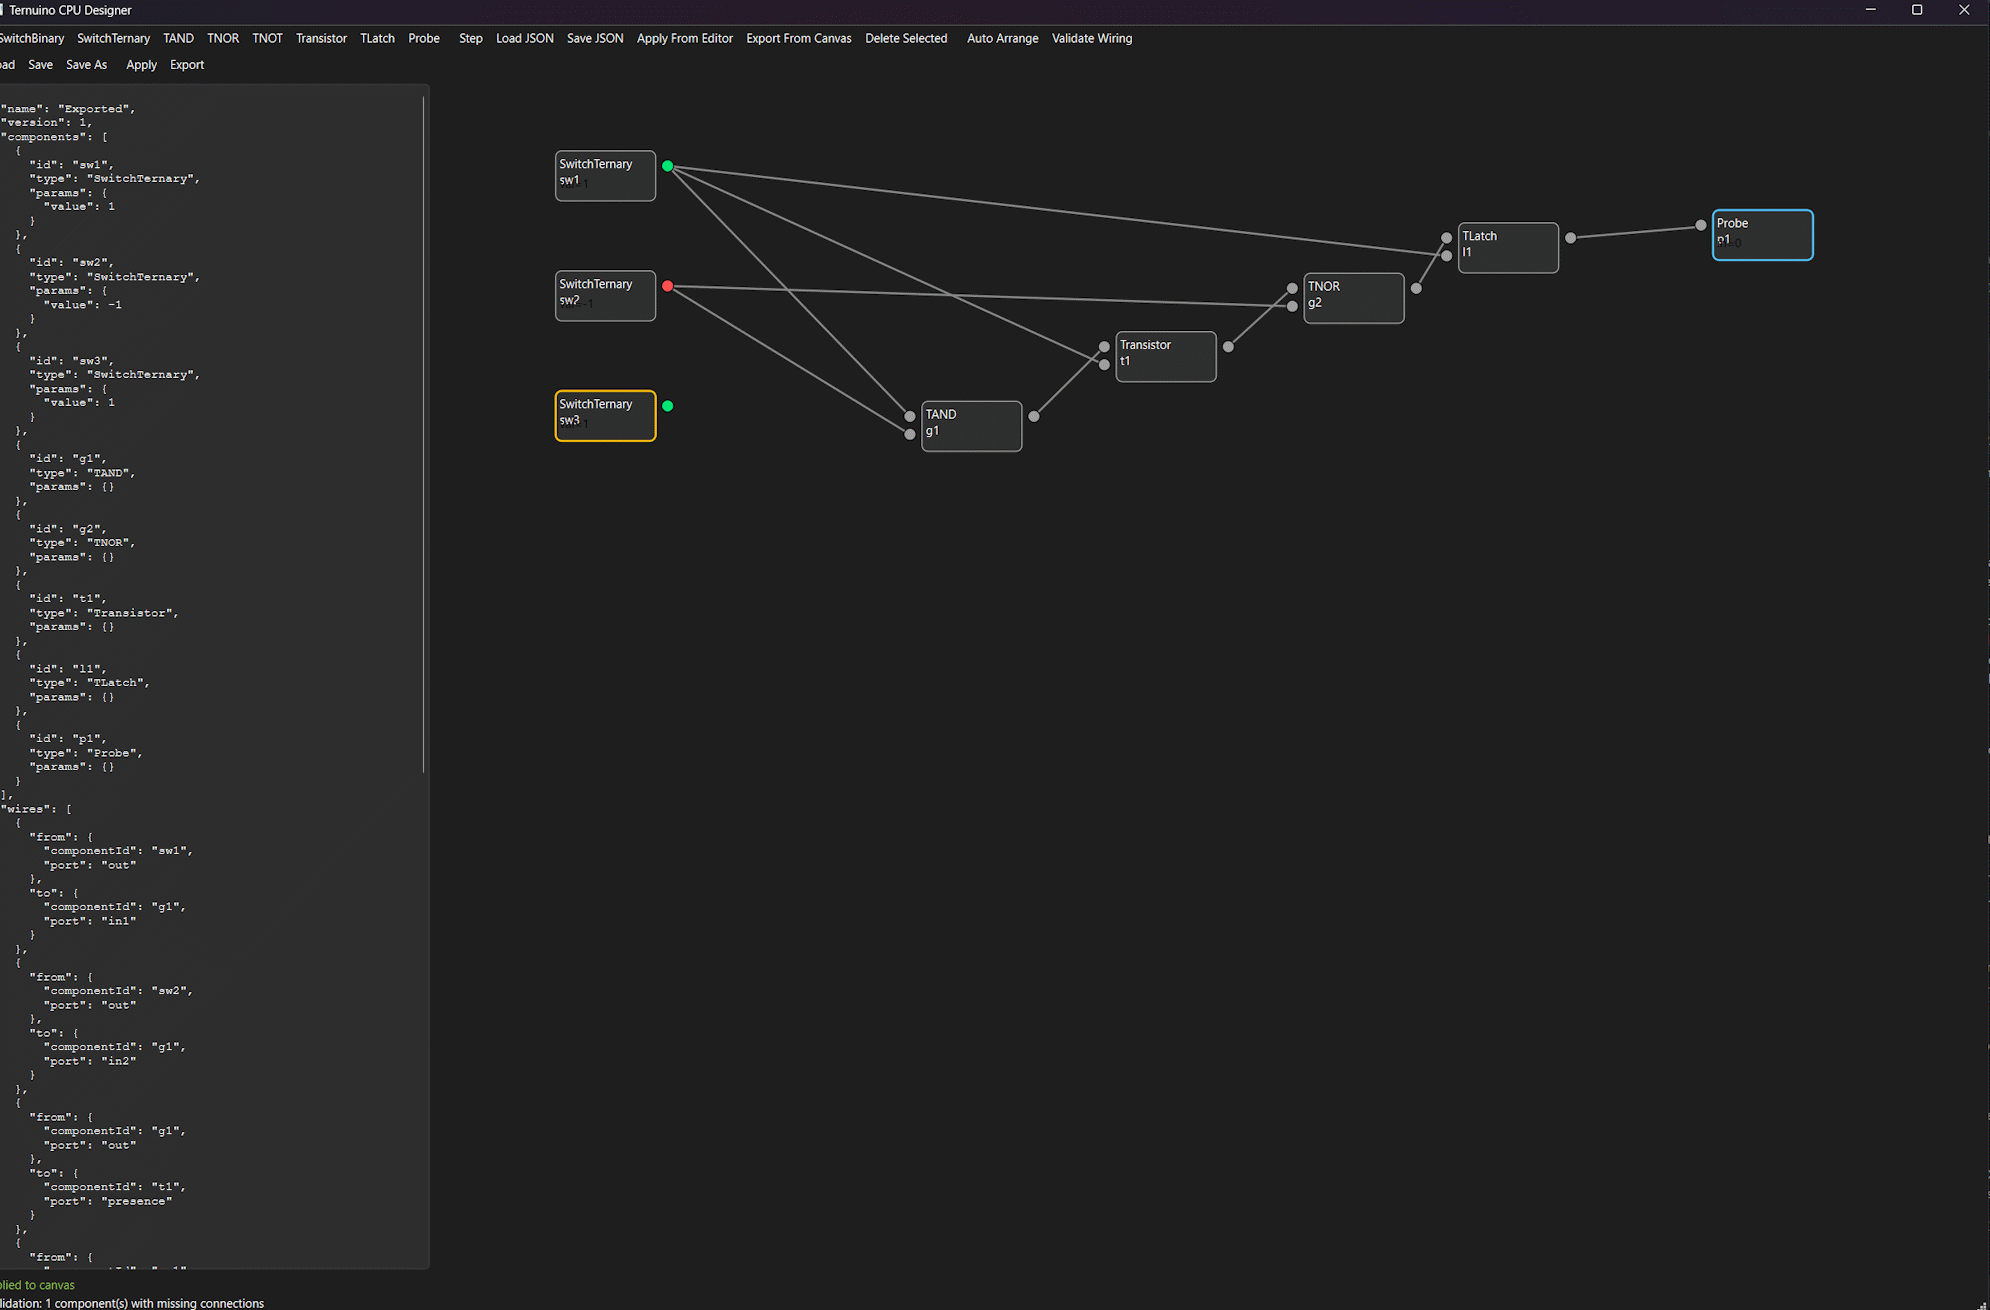 Ternuino CPU Designer
SwitchBinary SwitchTernary TAND TNOR TNOT Transistor TLatch Probe Step Load JSON Save JSON Apply From Editor Export From Canvas Delete Selected Auto Arrange Validate Wiring
oad Save Save As Apply Export
"name": "Exported",
"version": 1,
"components": [
{
"id": "sw1",
"type": "SwitchTernary",
"params": {
"value": 1
}
},
{
"id": "sw2",
"type": "SwitchTernary",
"params": {
"value": -1
}
},
{
"id": "sw3",
"type": "SwitchTernary",
"params": {
"value": 1
}
},
{
"id": "g1",
"type": "TAND",
"params": {}
},
{
"id": "g2",
"type": "TNOR",
"params": {}
},
{
"id": "t1",
"type": "Transistor",
"params": {}
},
{
"id": "l1",
"type": "TLatch",
"params": {}
},
{
"id": "p1",
"type": "Probe",
"params": {}
}
],
"wires": [
{
"from": {
"componentId": "sw1",
"port": "out"
},
"to": {
"componentId": "g1",
"port": "in1"
}
},
{
"from": {
"componentId": "sw2",
"port": "out"
},
"to": {
"componentId": "g1",
"port": "in2"
}
},
{
"from": {
"componentId": "g1",
"port": "out"
},
"to": {
"componentId": "t1",
"port": "presence"
}
},
{
"from": {
plied to canvas
lidation: 1 component(s) with missing connections
SwitchTernary
sw1
SwitchTernary
sw2
SwitchTernary
sw3
TAND
g1
Transistor
t1
TNOR
g2
TLatch
l1
Probe
p1